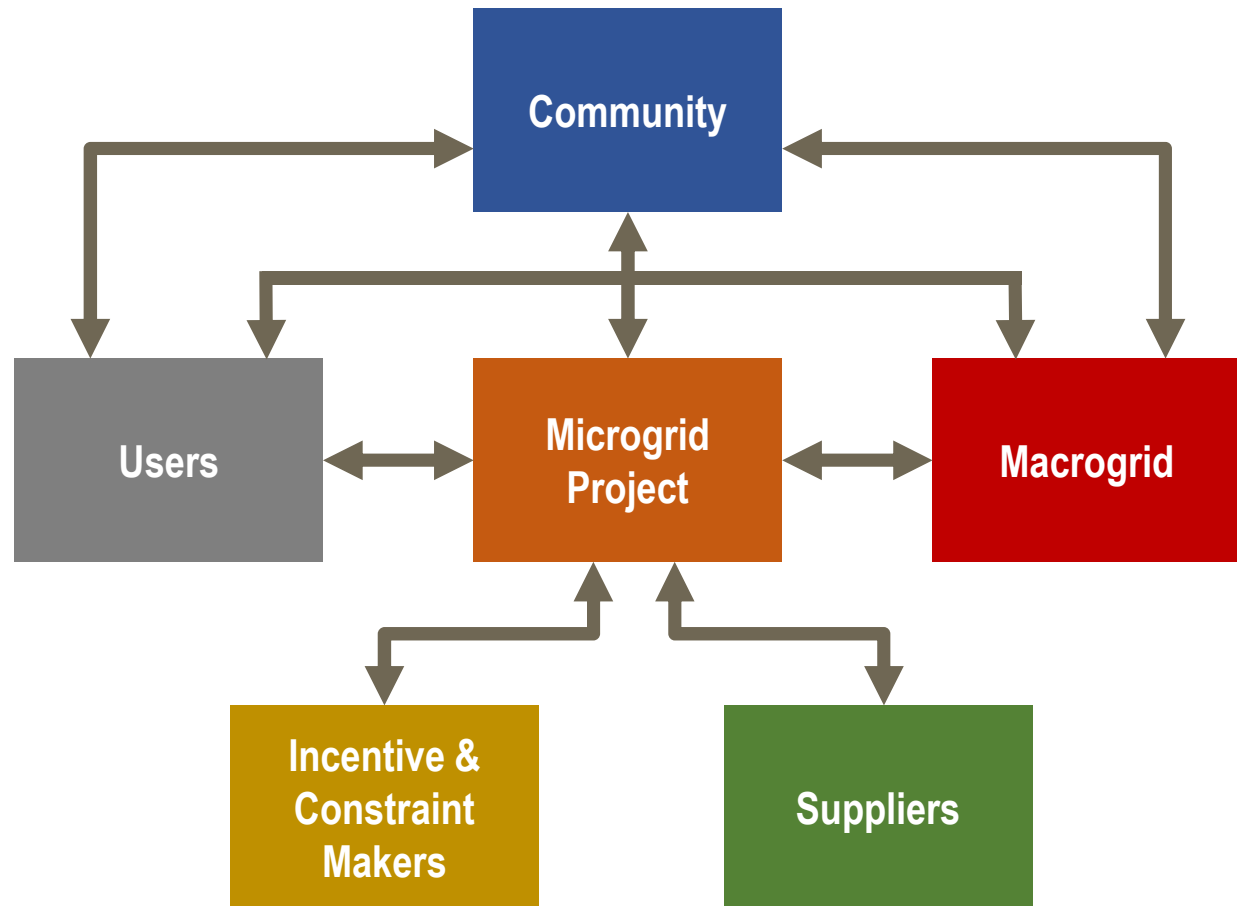 Community
Users
Microgrid
Project
Macrogrid
Incentive &
Constraint
Makers
Suppliers